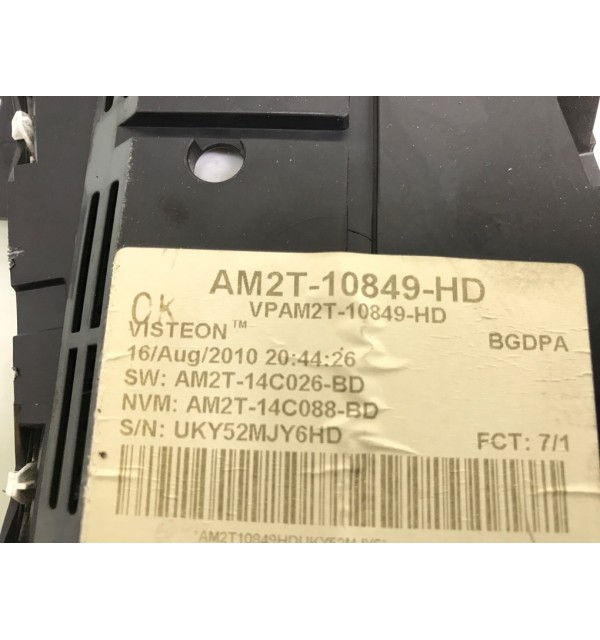 AM2T-10849-HD
VPAM2T-10849-HD
OK
VISTEON™
BGDPA
16/Aug/2010 20:44:26
SW: AM2T-14C026-BD
NVM: AM2T-14C088-BD
S/N: UKY52MJY6HD
FCT: 7/1